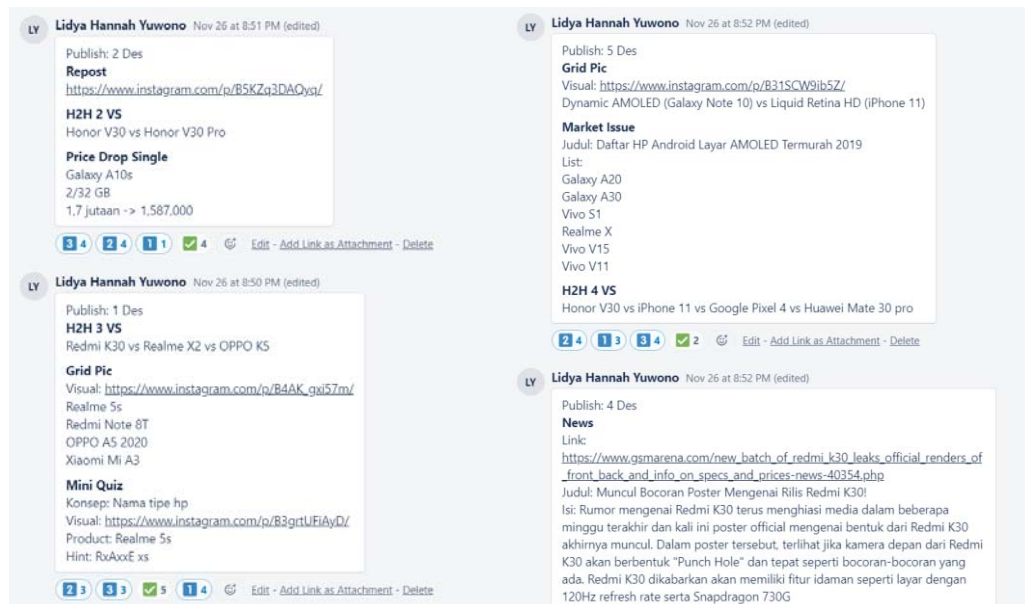 LY
Lidya Hannah Yuwono Nov 26 at 8:51 PM (edited)
Publish: 2 Des
Repost
https://www.instagram.com/p/B5KZq3DAQyq/
H2H 2 VS
Honor V30 vs Honor V30 Pro
Price Drop Single
Galaxy A10s
2/32 GB
1,7 jutaan -> 1,587,000
3 4 2 4 1 1 4 Edit - Add Link as Attachment - Delete
LY
Lidya Hannah Yuwono Nov 26 at 8:50 PM (edited)
Publish: 1 Des
H2H 3 VS
Redmi K30 vs Realme X2 vs OPPO K5
Grid Pic
Visual: https://www.instagram.com/p/B4AK_gxi57m/
Realme 5s
Redmi Note 8T
OPPO A5 2020
Xiaomi Mi A3
Mini Quiz
Konsep: Nama tipe hp
Visual: https://www.instagram.com/p/B3grtUFiAyD/
Product: Realme 5s
Hint: RxAxxE xs
2 3 3 3 5 1 4 Edit - Add Link as Attachment - Delete
LY
Lidya Hannah Yuwono Nov 26 at 8:52 PM (edited)
Publish: 5 Des
Grid Pic
Visual: https://www.instagram.com/p/B31SCW9ib5Z/
Dynamic AMOLED (Galaxy Note 10) vs Liquid Retina HD (iPhone 11)
Market Issue
Judul: Daftar HP Android Layar AMOLED Termurah 2019
List:
Galaxy A20
Galaxy A30
Vivo S1
Realme X
Vivo V15
Vivo V11
H2H 4 VS
Honor V30 vs iPhone 11 vs Google Pixel 4 vs Huawei Mate 30 pro
2 4 1 3 3 4 2 Edit - Add Link as Attachment - Delete
LY
Lidya Hannah Yuwono Nov 26 at 8:52 PM (edited)
Publish: 4 Des
News
Link:
https://www.gsmarena.com/new_batch_of_redmi_k30_leaks_official_renders_of
_front_back_and_info_on_specs_and_prices-news-40354.php
Judul: Muncul Bocoran Poster Mengenai Rilis Redmi K30!
Isi: Rumor mengenai Redmi K30 terus menghiasi media dalam beberapa
minggu terakhir dan kali ini poster official mengenai bentuk dari Redmi K30
akhirnya muncul. Dalam poster tersebut, terlihat jika kamera depan dari Redmi
K30 akan berbentuk "Punch Hole" dan tepat seperti bocoran-bocoran yang
ada. Redmi K30 dikabarkan akan memiliki fitur idaman seperti layar dengan
120Hz refresh rate serta Snapdragon 730G